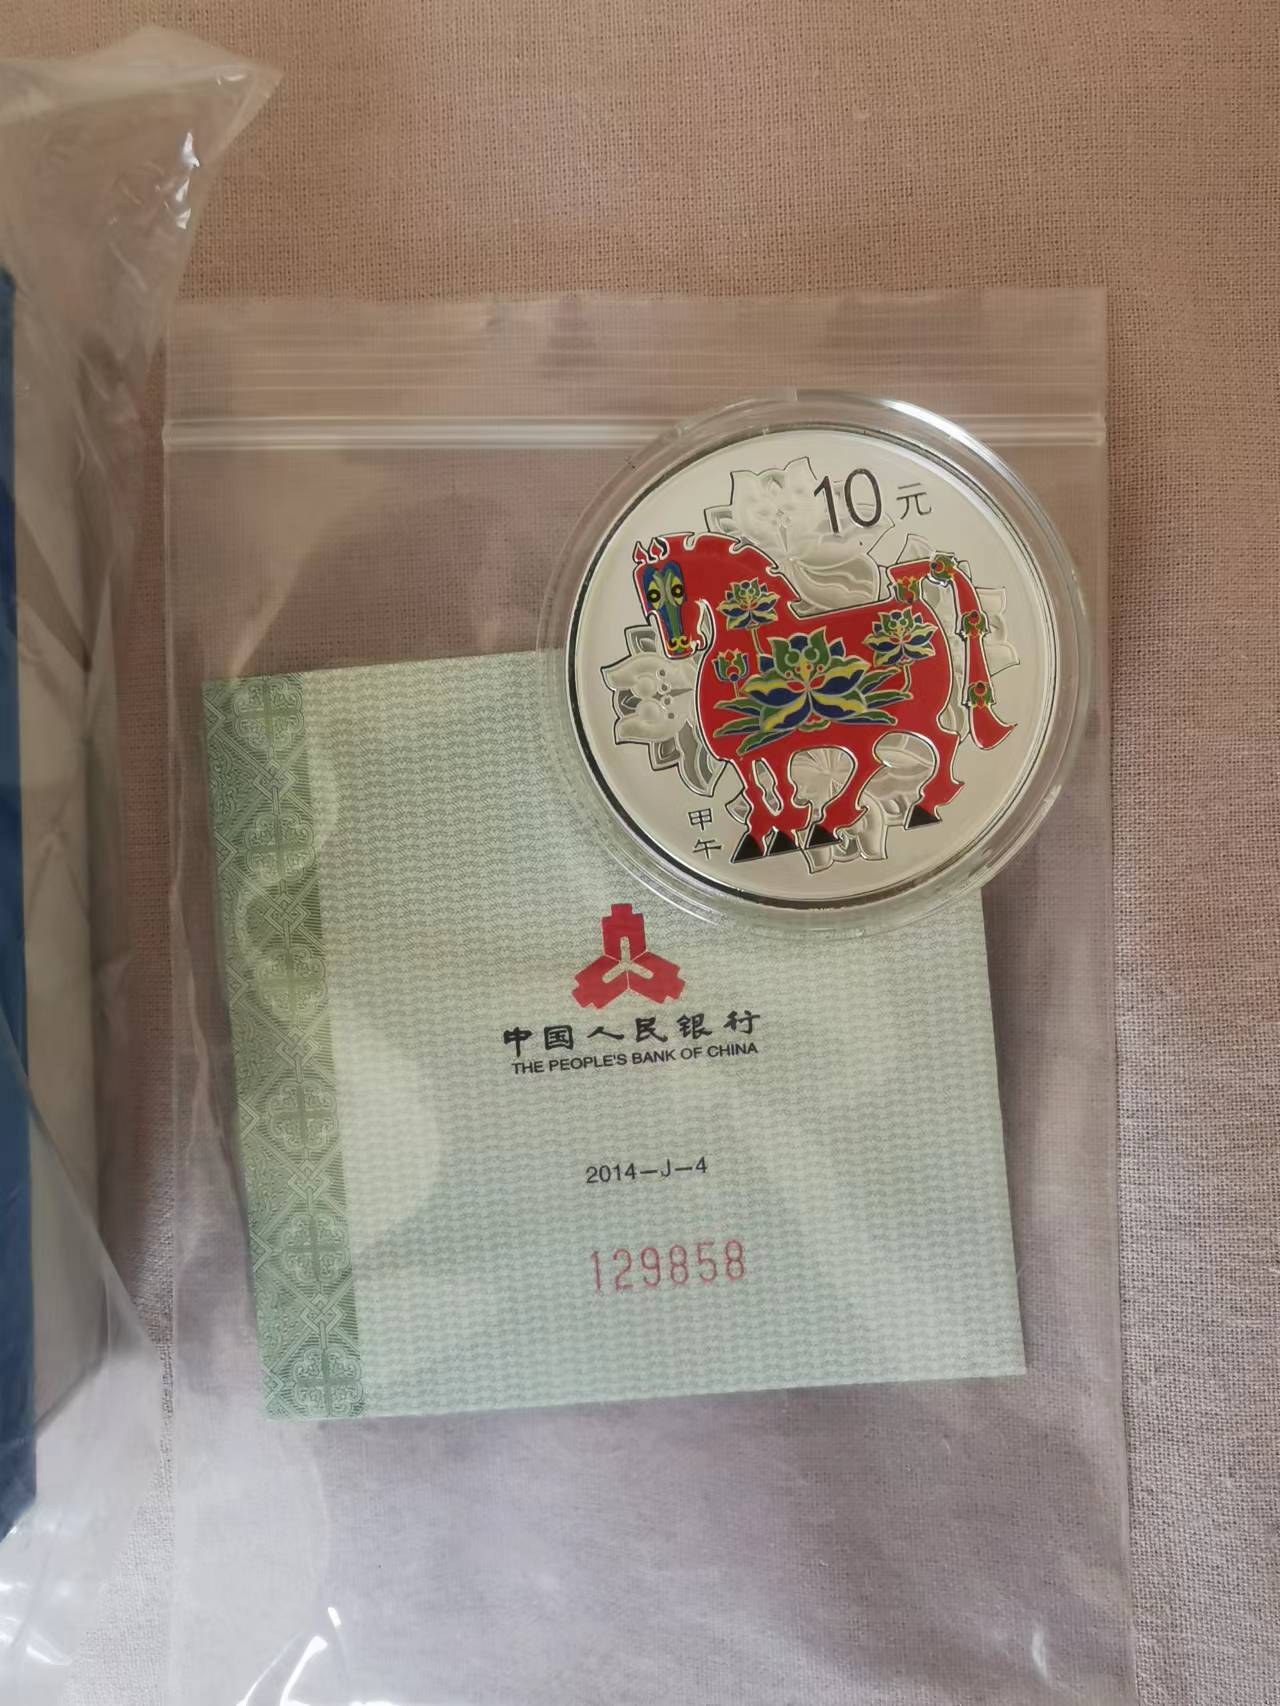 10元
甲
午
中国人民银行
THE PEOPLE'S BANK OF CHINA
2014—J—4
129858